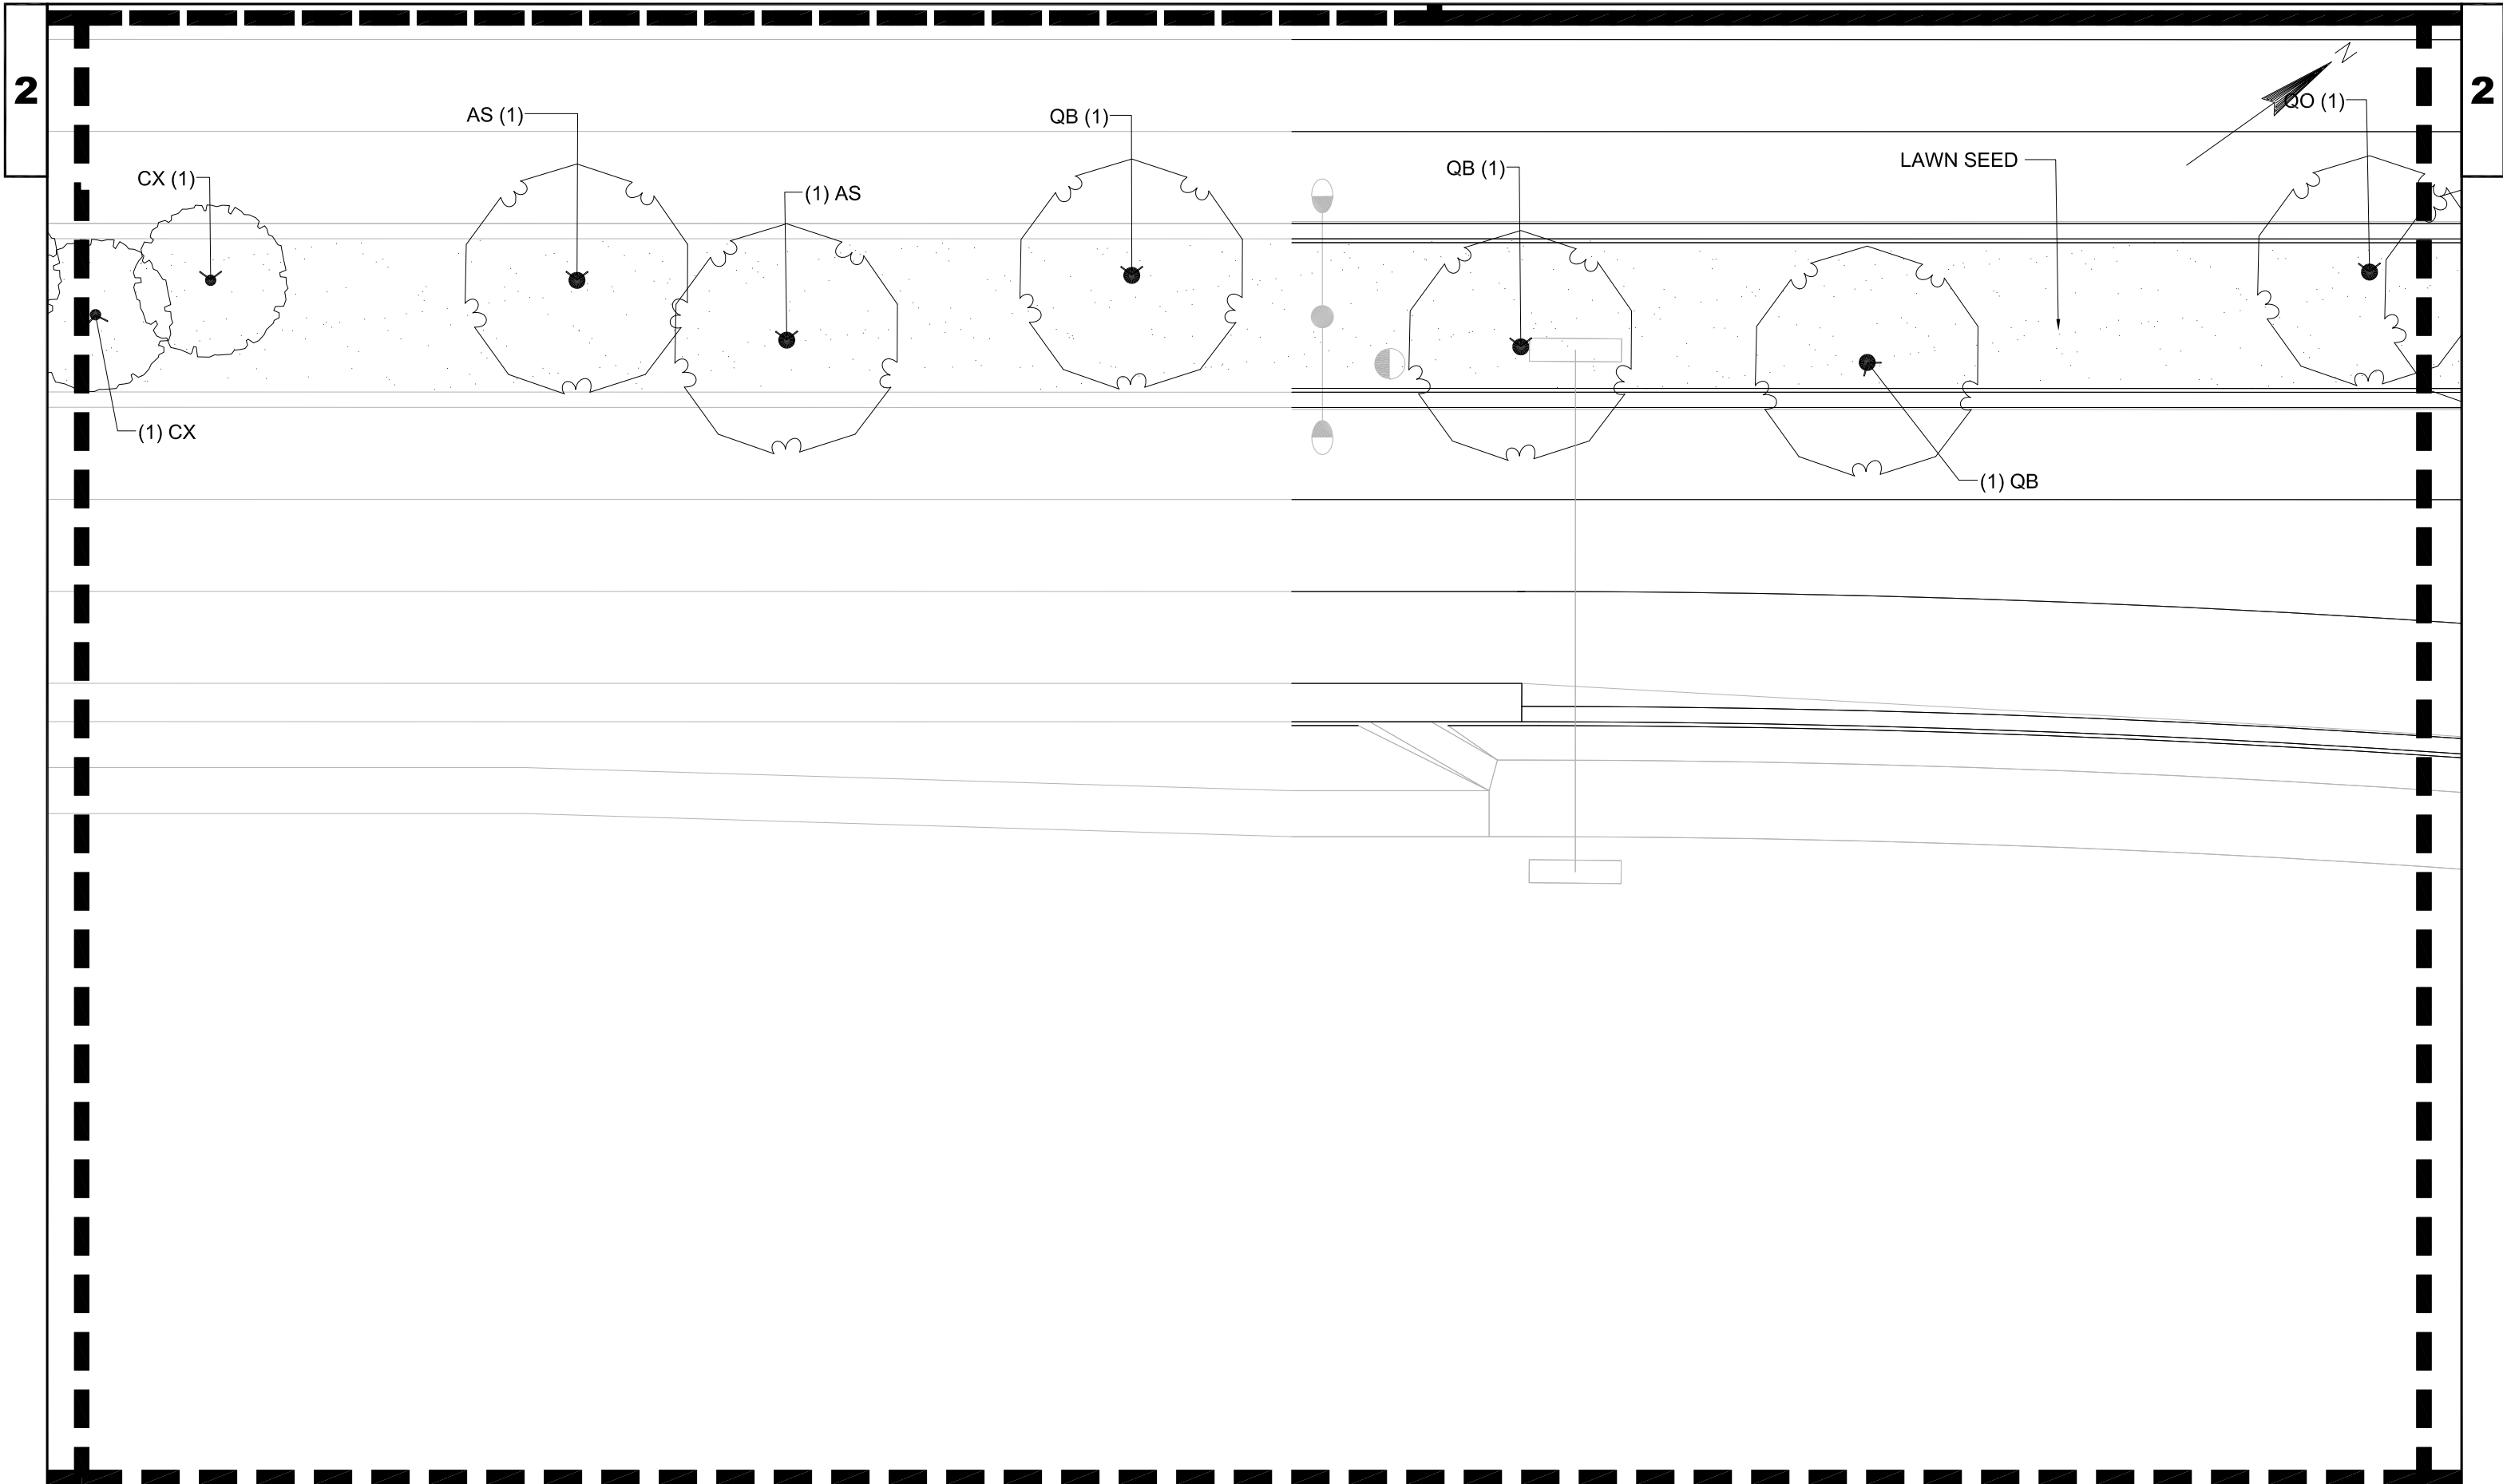 2
2
N
AS (1)
QB (1)
QO (1)
CX (1)
(1) AS
QB (1)
LAWN SEED
(1) CX
(1) QB